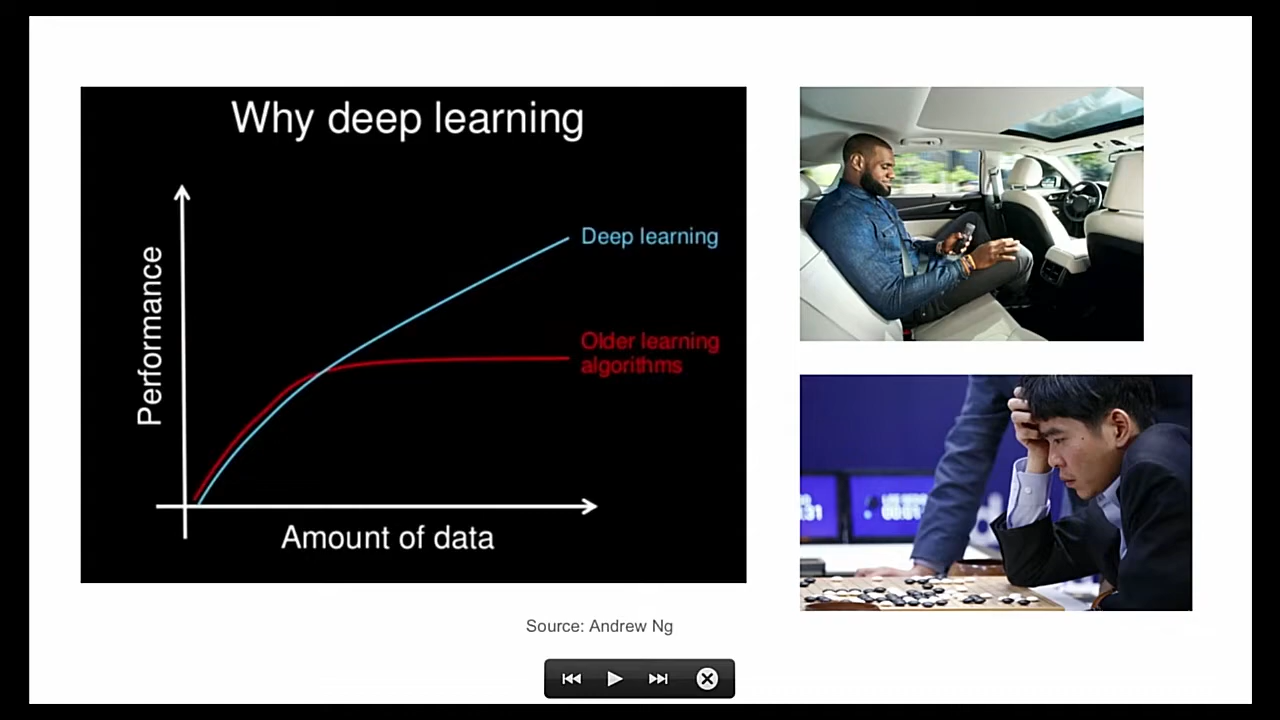 Why deep learning
Performance
Deep learning
Older learning
algorithms
Amount of data
Source: Andrew Ng